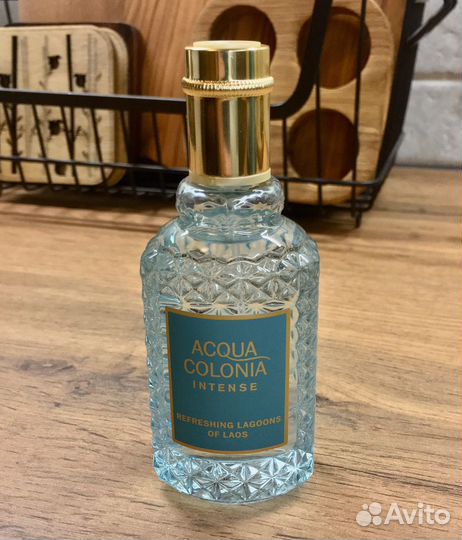 ACQUA
COLONIA
INTENSE
REFRESHING LAGOONS
OF LAOS
Avito